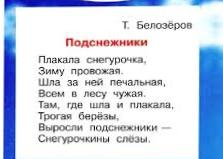 Т. Белозёров
Подснежники
Плакала снегурочка,
Зиму провожая.
Шла за ней печальная,
Всем в лесу чужая.
Там, где шла и плакала,
Трогая берёзы,
Выросли подснежники —
Снегурочкины слёзы.